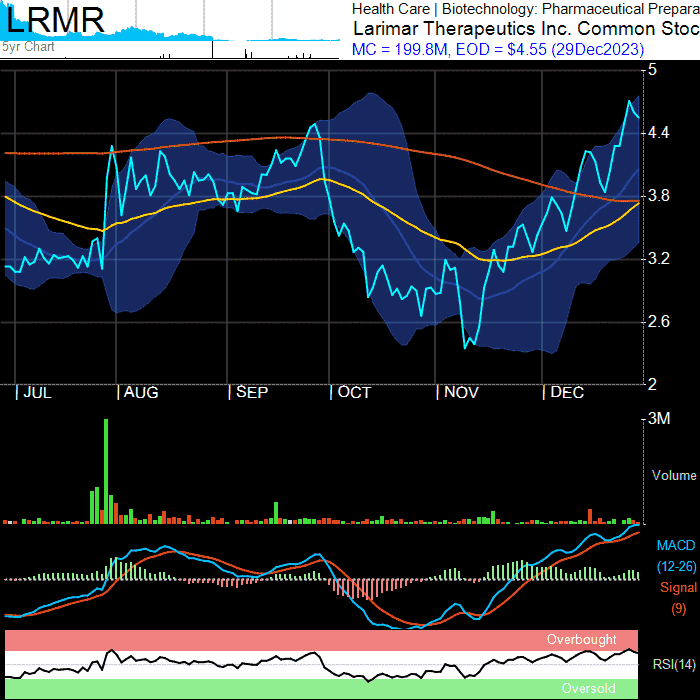 LRMR
5yr Chart
Health Care | Biotechnology: Pharmaceutical Prepara
Larimar Therapeutics Inc. Common Stoc
MC = 199.8M, EOD = $4.55 (29Dec2023)
5
4.4
3.8
3.2
2.6
2
| JUL | AUG | SEP | OCT | NOV | DEC
3M
Volume
MACD
(12-26)
Signal
(9)
Overbought
RSI(14)
Oversold